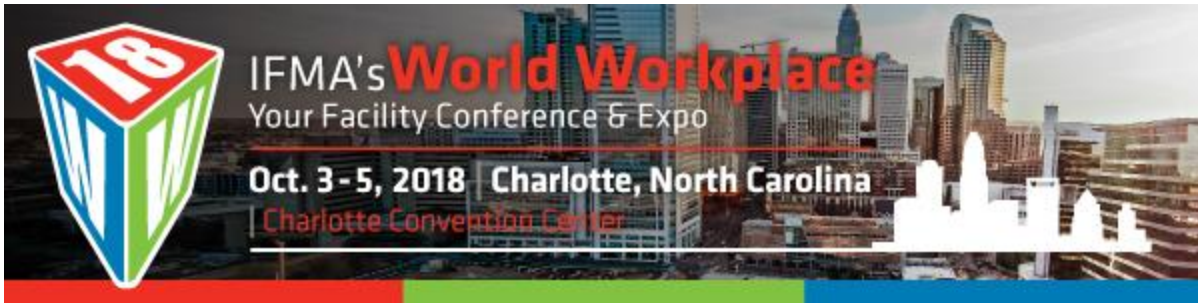 18
W W
IFMA's World Workplace
Your Facility Conference & Expo
Oct. 3-5, 2018 | Charlotte, North Carolina
| Charlotte Convention Center